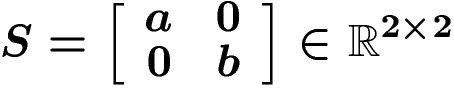 S = [ a 0 ; 0 b ] ∈ ℝ^{2×2}